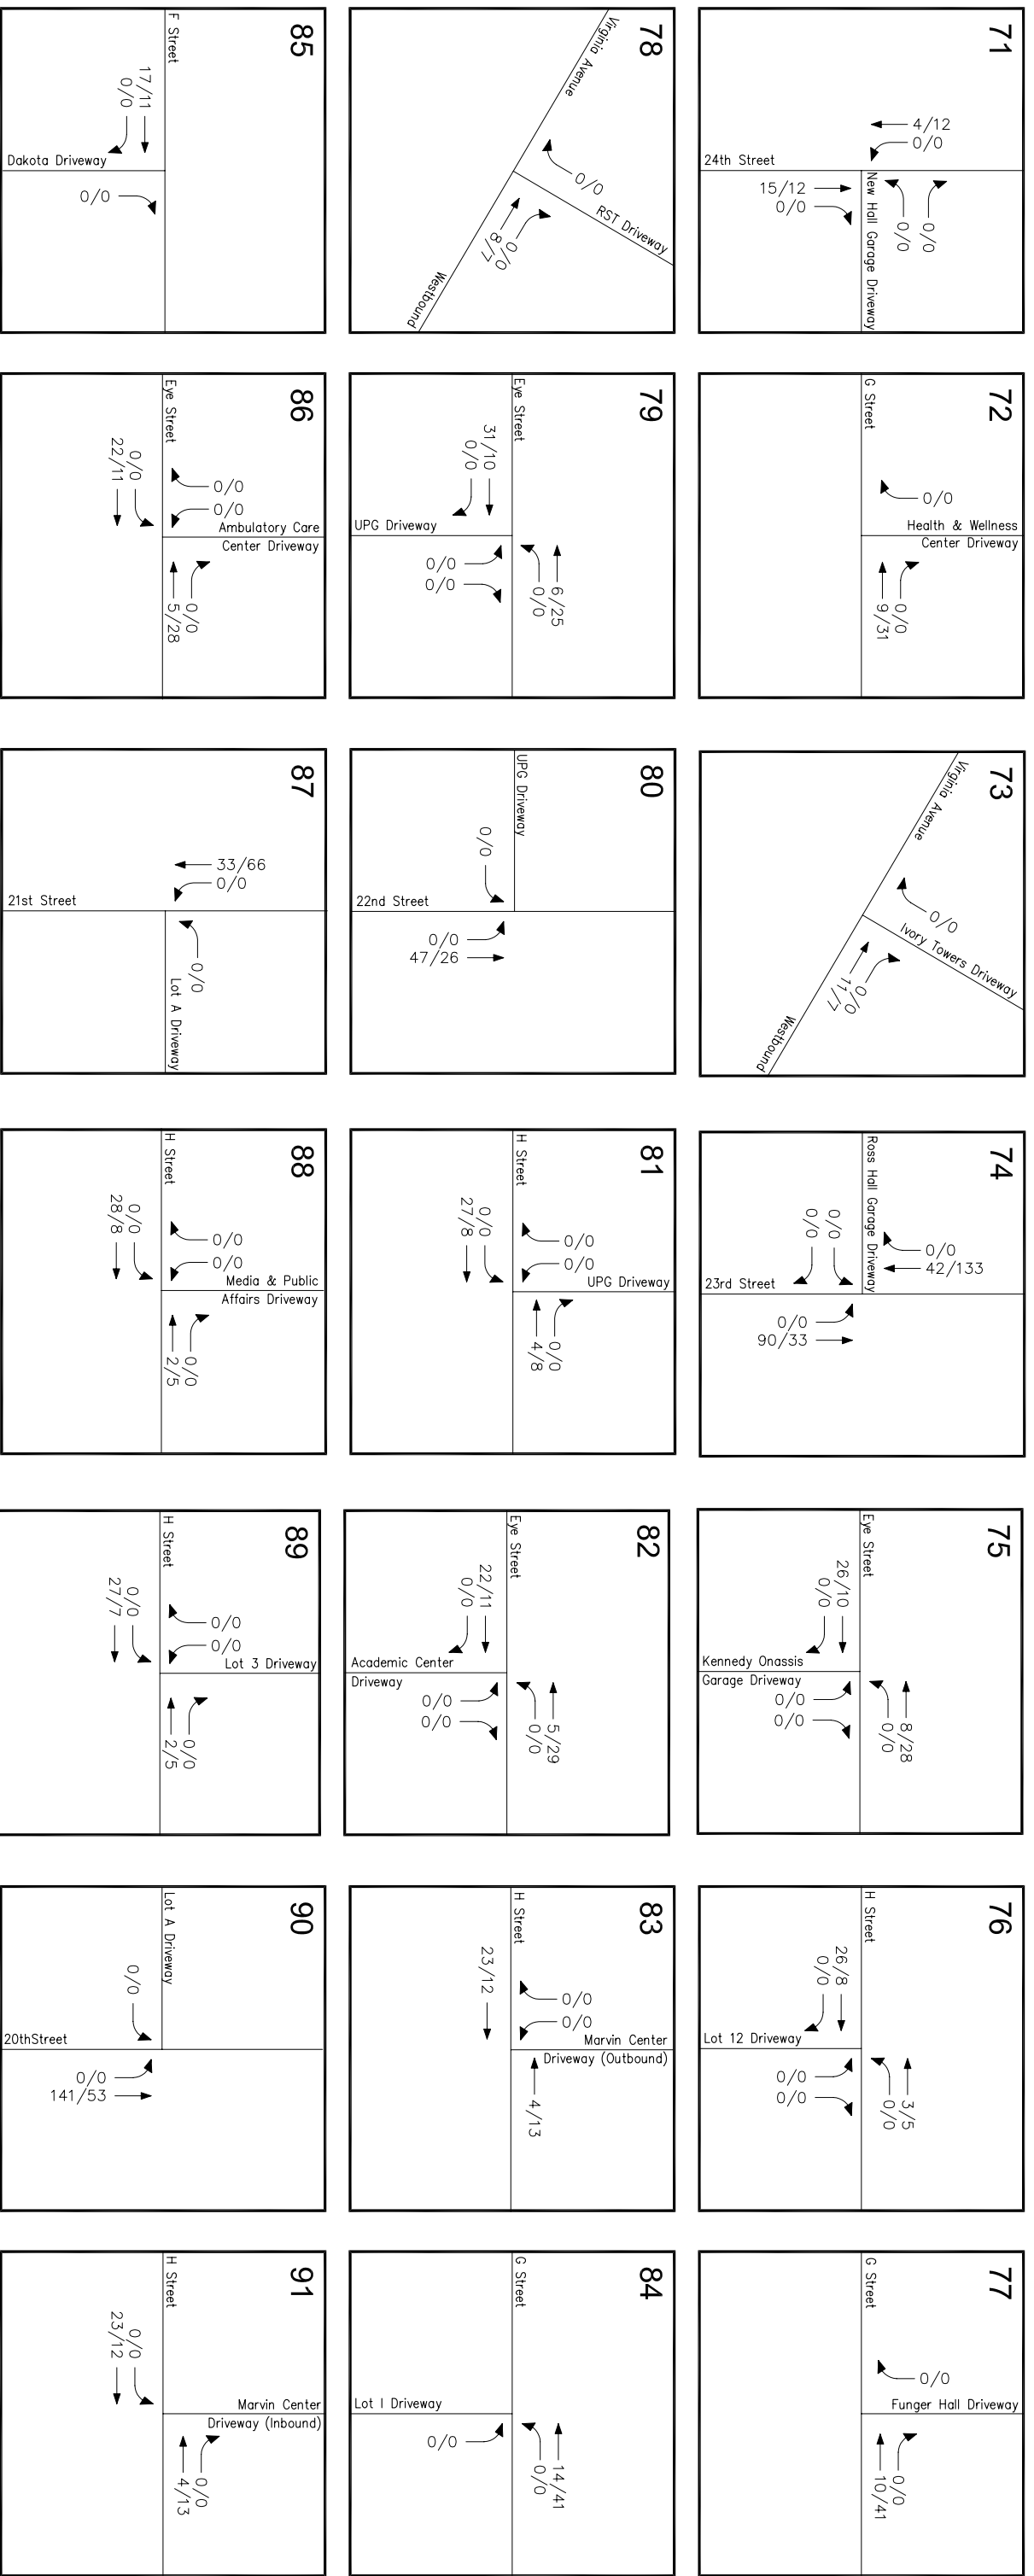 71
4/12
0/0
24th Street
15/12
0/0
New Hall Garage Driveway
0/0
0/0
72
G Street
0/0
Health & Wellness
Center Driveway
0/0
9/31
73
Virginia Avenue
0/0
Ivory Towers Driveway
0/0
11/7
Westbound
74
Ross Hall Garage Driveway
0/0
42/133
0/0
0/0
23rd Street
0/0
90/33
75
Eye Street
26/10
0/0
Kennedy Onassis
Garage Driveway
0/0
0/0
8/28
0/0
76
H Street
26/8
0/0
Lot 12 Driveway
0/0
0/0
3/5
0/0
77
G Street
0/0
Funger Hall Driveway
0/0
10/41
78
Virginia Avenue
0/0
RST Driveway
0/0
8/7
Westbound
79
Eye Street
31/10
0/0
UPG Driveway
0/0
0/0
6/25
0/0
80
UPG Driveway
0/0
22nd Street
0/0
47/26
81
H Street
0/0
27/8
0/0
0/0
UPG Driveway
0/0
4/8
82
Eye Street
22/11
0/0
Academic Center
Driveway
0/0
0/0
5/29
0/0
83
H Street
23/12
0/0
0/0
Marvin Center
Driveway (Outbound)
4/13
84
G Street
Lot I Driveway
0/0
14/41
0/0
85
F Street
17/11
0/0
Dakota Driveway
0/0
86
Eye Street
0/0
22/11
0/0
0/0
Ambulatory Care
Center Driveway
0/0
5/28
87
33/66
0/0
21st Street
0/0
Lot A Driveway
88
H Street
0/0
28/8
0/0
0/0
Media & Public
Affairs Driveway
0/0
2/5
89
H Street
0/0
27/7
0/0
0/0
Lot 3 Driveway
0/0
2/5
90
Lot A Driveway
0/0
20thStreet
0/0
141/53
91
H Street
0/0
23/12
Marvin Center
Driveway (Inbound)
0/0
4/13